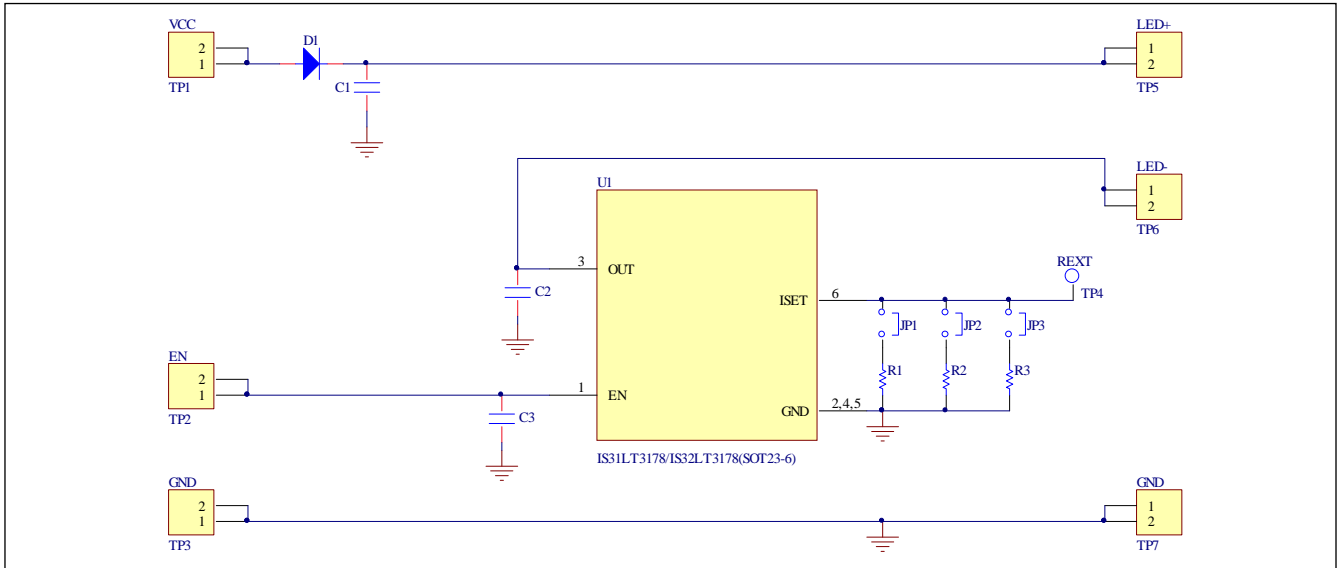 VCC
2
1
TP1
D1
C1
LED+
1
2
TP5
LED-
1
2
TP6
U1
3
OUT
C2
ISET
6
REXT
TP4
JP1
JP2
JP3
R1
R2
R3
EN
2
1
TP2
1
EN
C3
GND
2,4,5
IS31LT3178/IS32LT3178(SOT23-6)
GND
2
1
TP3
GND
1
2
TP7